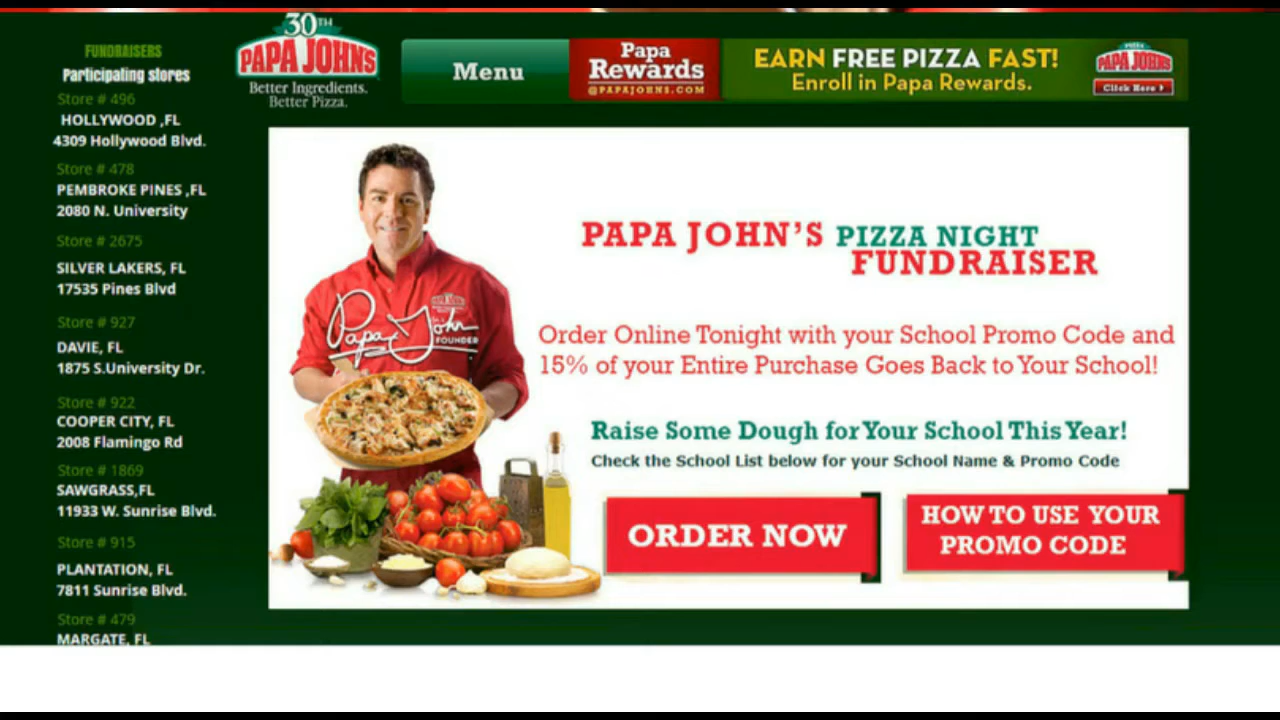 FUNDRAISERS
Participating stores
Store # 496
HOLLYWOOD ,FL
4309 Hollywood Blvd.
Store # 478
PEMBROKE PINES ,FL
2080 N. University
Store # 2675
SILVER LAKERS, FL
17535 Pines Blvd
Store # 927
DAVIE, FL
1875 S.University Dr.
Store # 922
COOPER CITY, FL
2008 Flamingo Rd
Store # 1869
SAWGRASS,FL
11933 W. Sunrise Blvd.
Store # 915
PLANTATION, FL
7811 Sunrise Blvd.
Store # 479
MARGATE, FL
30TH
PAPA JOHNS
Better Ingredients.
Better Pizza.
Menu
Papa
Rewards
@PAPAJOHNS.COM
EARN FREE PIZZA FAST!
Enroll in Papa Rewards.
PIZZA
PAPA JOHNS
Click Here
Papa John
FOUNDER
PAPA JOHN'S PIZZA NIGHT
FUNDRAISER
Order Online Tonight with your School Promo Code and
15% of your Entire Purchase Goes Back to Your School!
Raise Some Dough for Your School This Year!
Check the School List below for your School Name & Promo Code
ORDER NOW
HOW TO USE YOUR
PROMO CODE